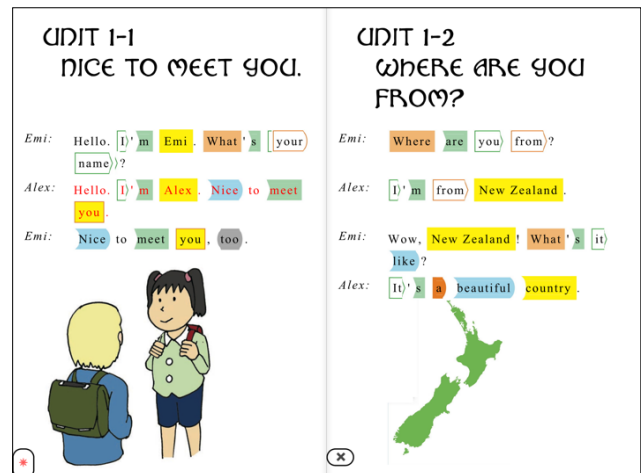 UNIT 1-1
NICE TO MEET YOU.
Emi: Hello. I'm Emi. What's your
name?
Alex: Hello. I'm Alex. Nice to meet
you.
Emi: Nice to meet you, too.
UNIT 1-2
WHERE ARE YOU
FROM?
Emi: Where are you from?
Alex: I'm from New Zealand.
Emi: Wow, New Zealand! What's it
like?
Alex: It's a beautiful country.